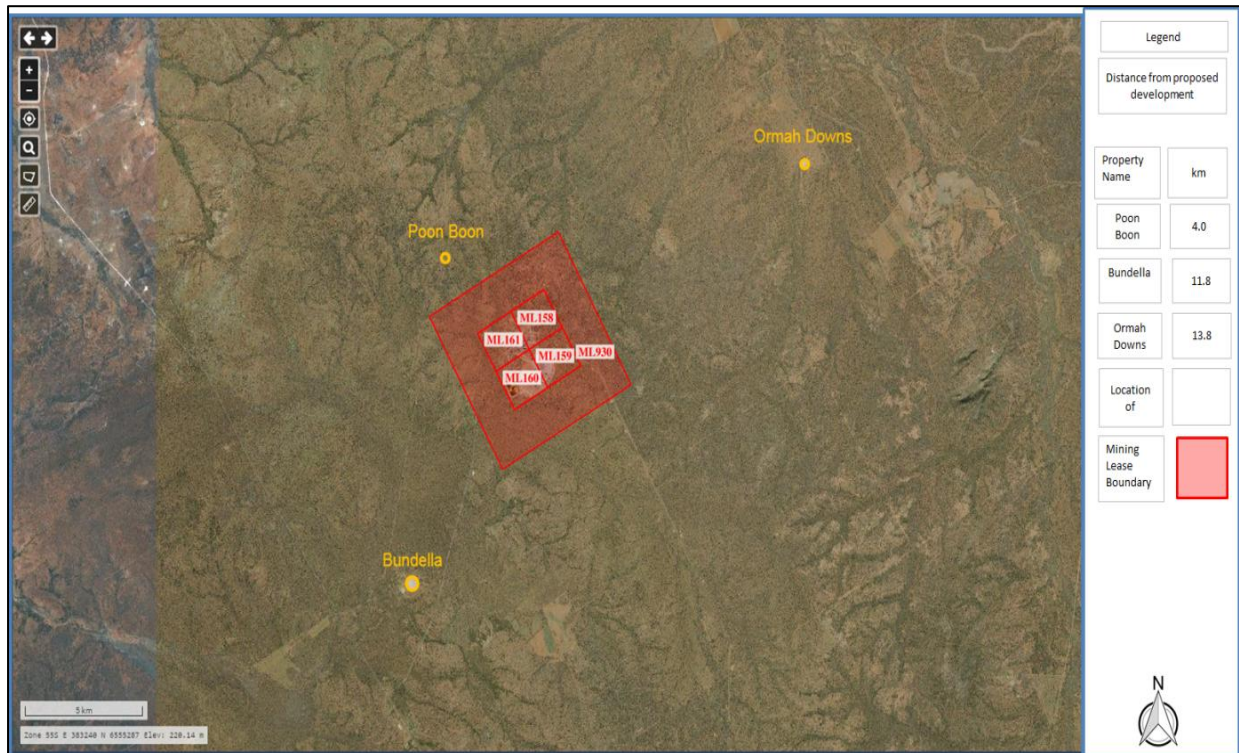 Ormah Downs
Poon Boon
ML158
ML161
ML159
ML930
ML160
Bundella
5 km
Zone 55S E 383240 N 6555287 Elev: 220.14 m
Legend
Distance from proposed
development
Property
Name
km
Poon
Boon
4.0
Bundella
11.8
Ormah
Downs
13.8
Location
of
Mining
Lease
Boundary
N